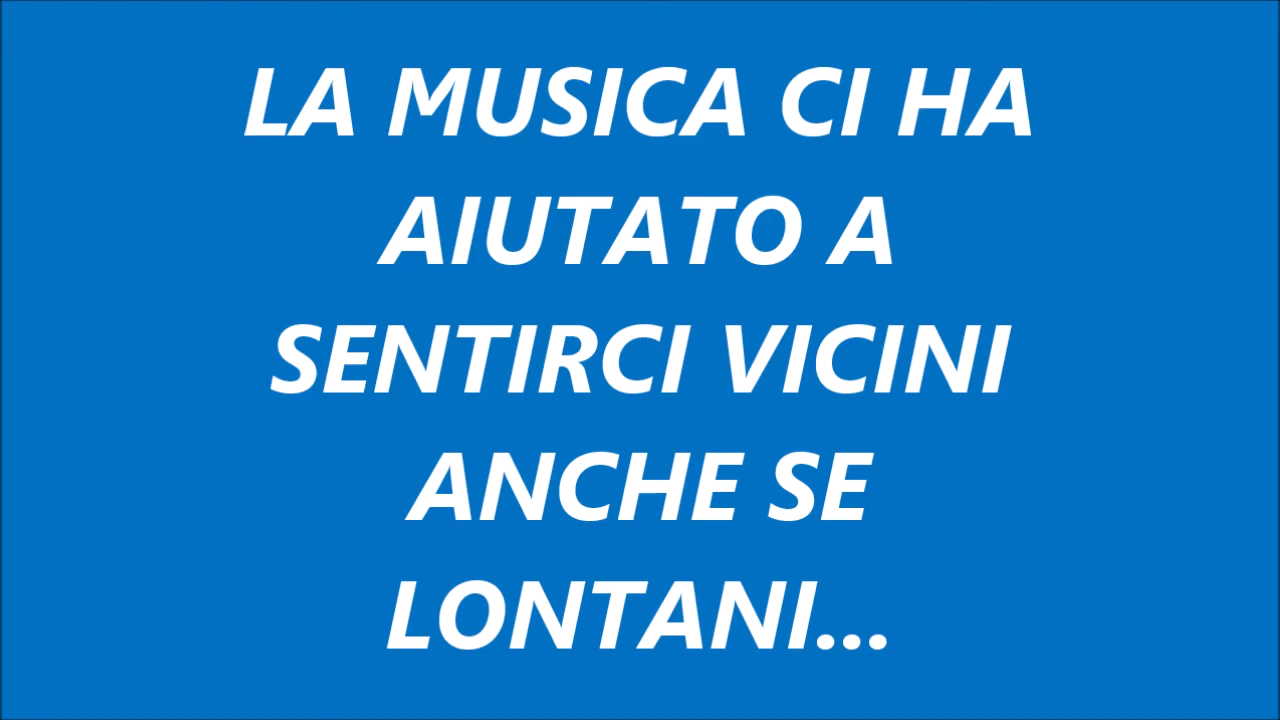 LA MUSICA CI HA
AIUTATO A
SENTIRCI VICINI
ANCHE SE
LONTANI...